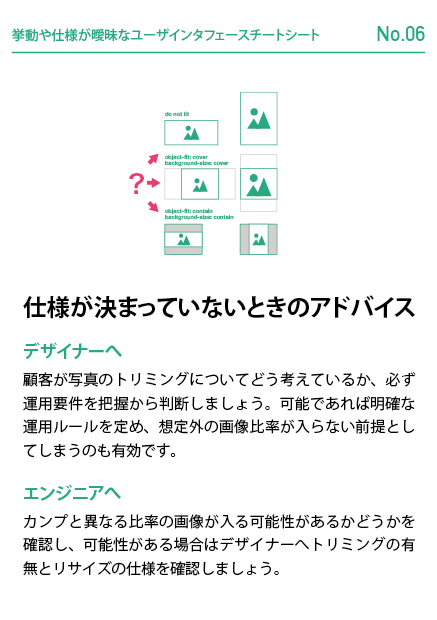 挙動や仕様が曖昧なユーザインタフェースチートシート
No.06
do not fit
object-fit: cover
background-size: cover
?
object-fit: contain
background-size: contain
仕様が決まっていないときのアドバイス
デザイナーへ
顧客が写真のトリミングについてどう考えているか、必ず
運用要件を把握から判断しましょう。可能であれば明確な
運用ルールを定め、想定外の画像比率が入らない前提とし
てしまうのも有効です。
エンジニアへ
カンプと異なる比率の画像が入る可能性があるかどうかを
確認し、可能性がある場合はデザイナーへトリミングの有
無とリサイズの仕様を確認しましょう。